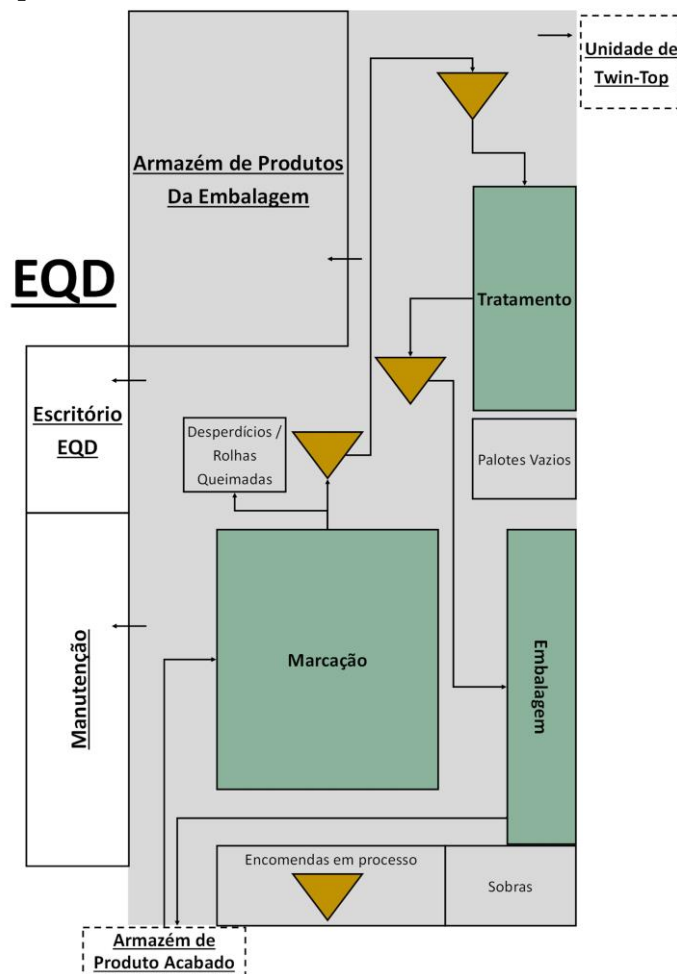 Unidade de
Twin-Top
Armazém de Produtos
Da Embalagem
EQD
Tratamento
Escritório
EQD
Desperdícios /
Rolhas
Queimadas
Palotes Vazios
Manutenção
Marcação
Embalagem
Encomendas em processo
Sobras
Armazém de
Produto Acabado